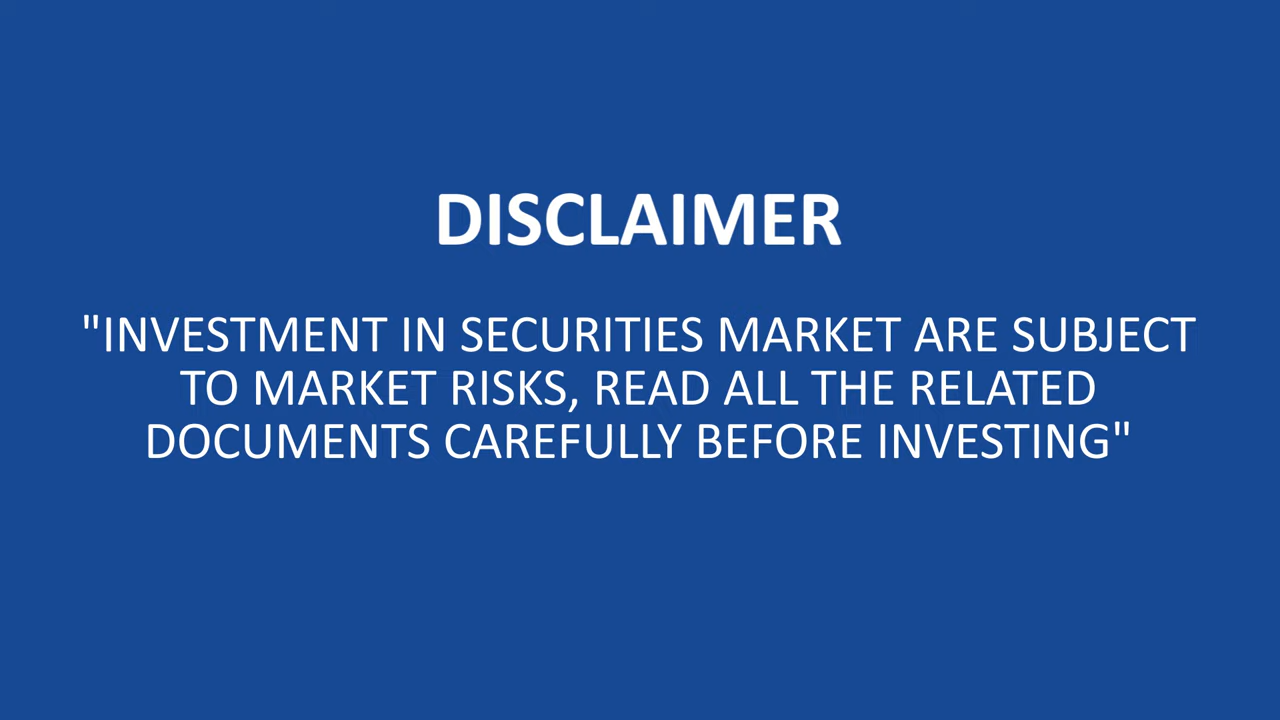 DISCLAIMER
"INVESTMENT IN SECURITIES MARKET ARE SUBJECT
TO MARKET RISKS, READ ALL THE RELATED
DOCUMENTS CAREFULLY BEFORE INVESTING"